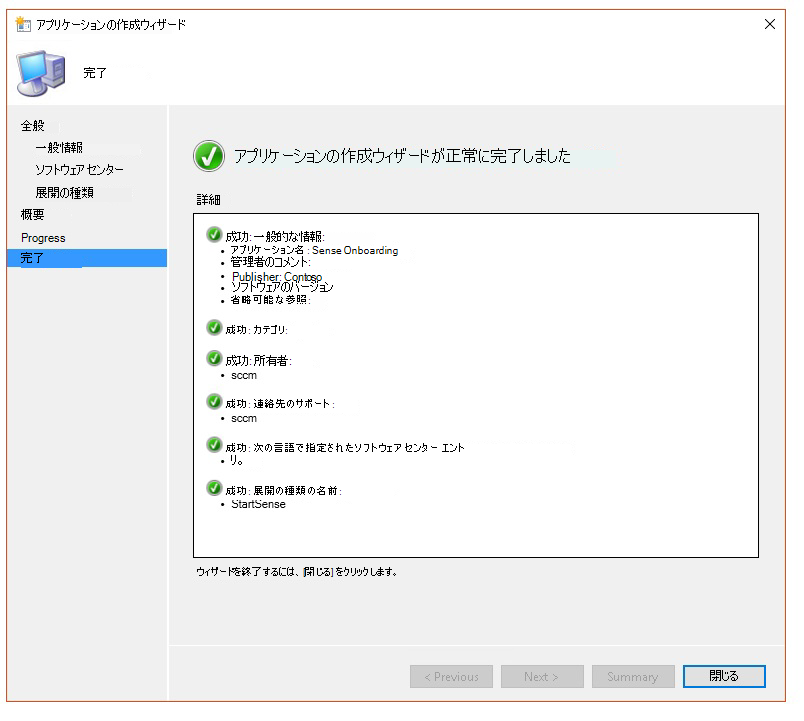 アプリケーションの作成ウィザード
完了
全般
一般情報
ソフトウェア センター
展開の種類
概要
Progress
完了
アプリケーションの作成ウィザードが正常に完了しました
詳細
成功: 一般的な情報:
• アプリケーション名 : Sense Onboarding
• 管理者のコメント:
• Publisher: Contoso
• ソフトウェアのバージョン
• 省略可能な参照:
成功: カテゴリ:
成功: 所有者:
• sccm
成功: 連絡先のサポート:
• sccm
成功: 次の言語で指定されたソフトウェア センター エント
• リ。
成功: 展開の種類の名前:
• StartSense
ウィザードを終了するには、[閉じる] をクリックします。
< Previous
Next >
Summary
閉じる